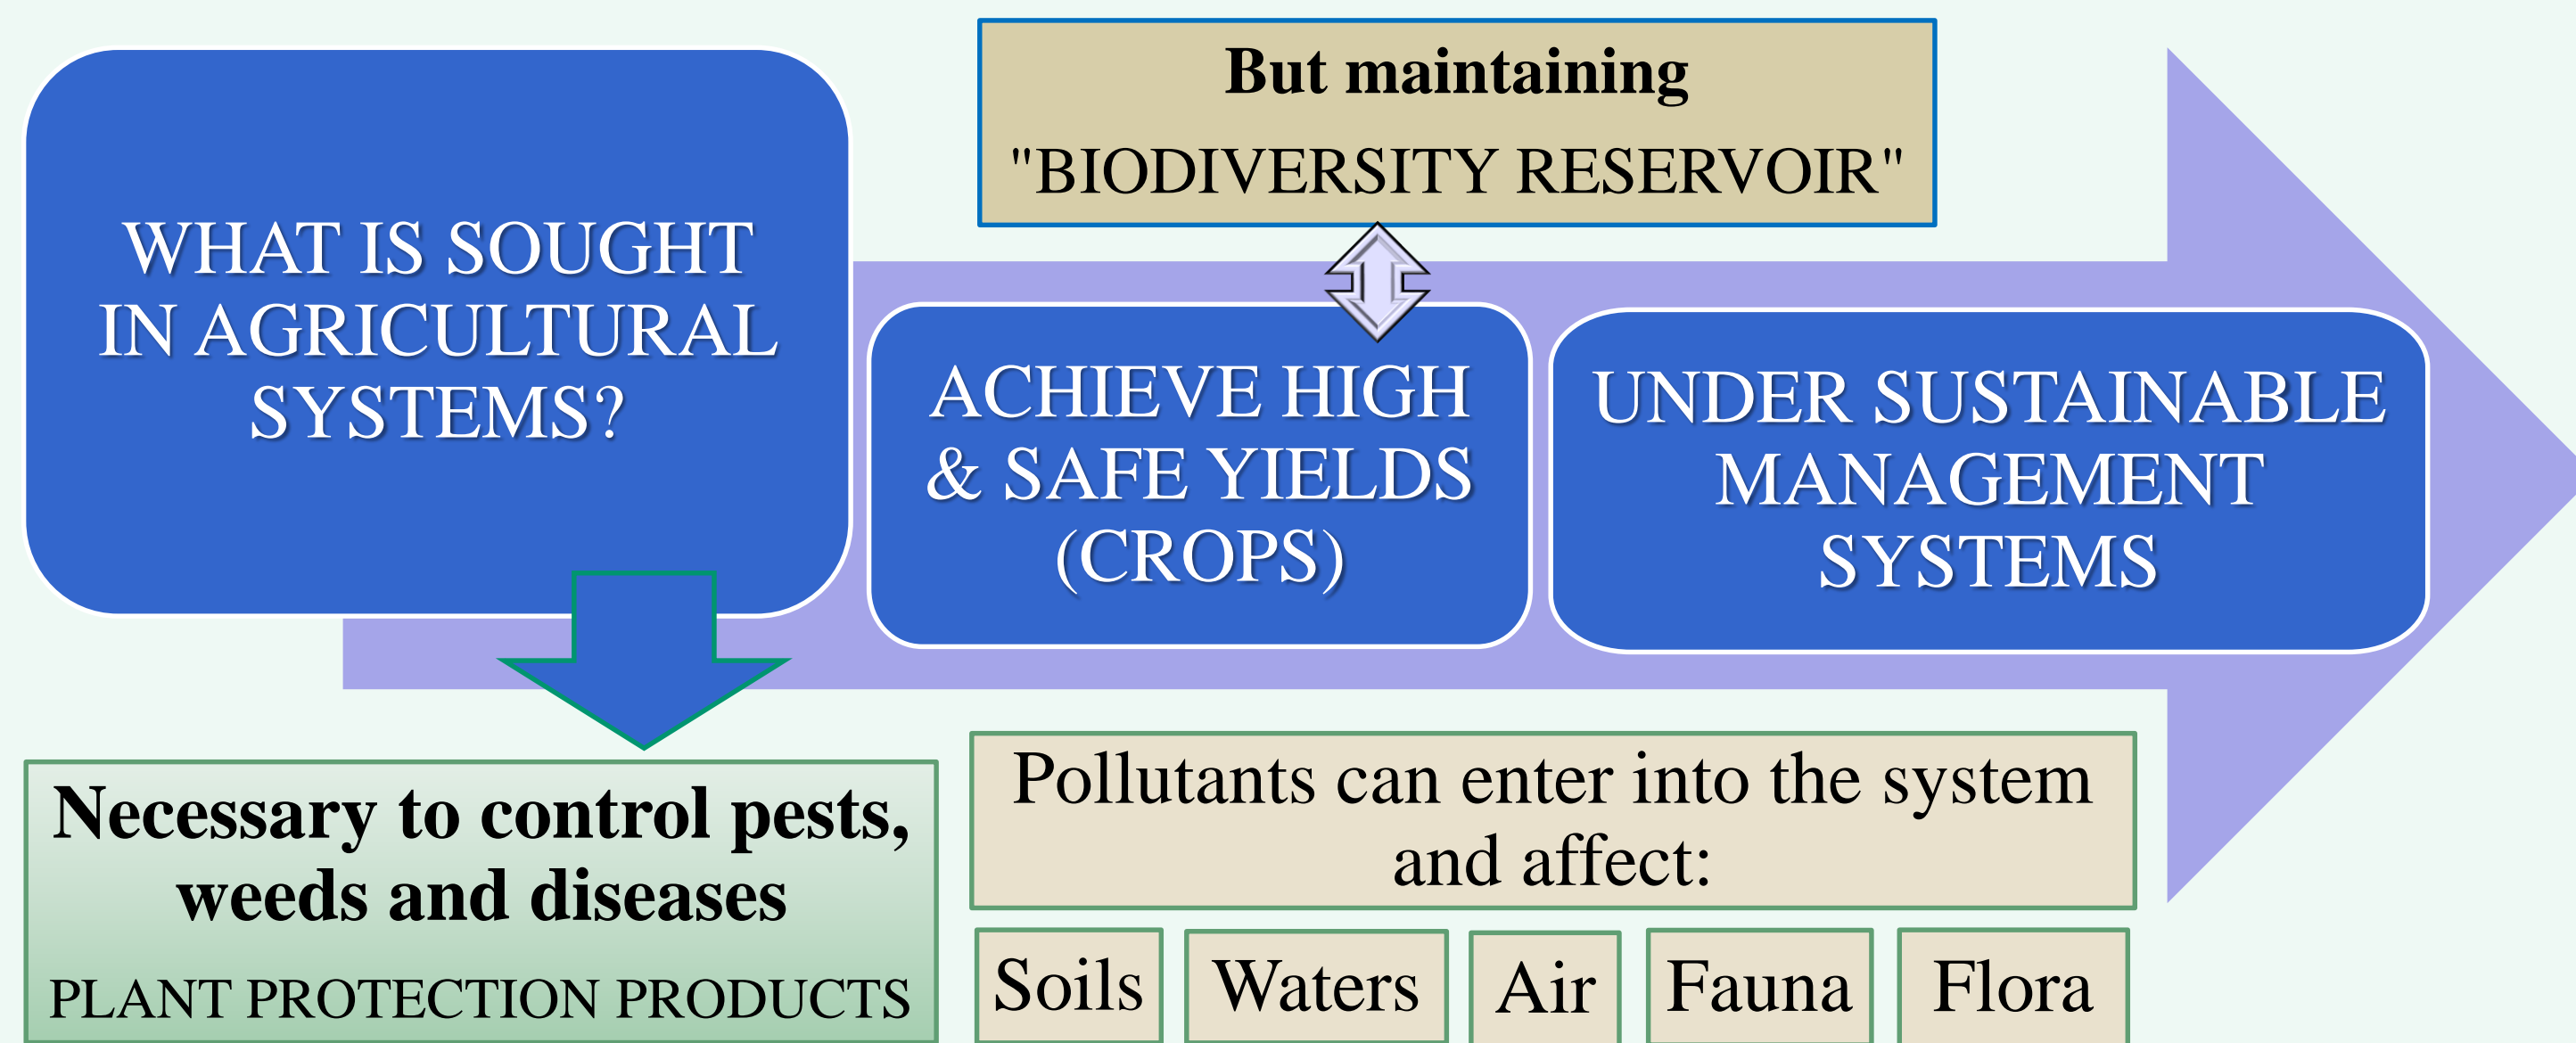 But maintaining
"BIODIVERSITY RESERVOIR"
WHAT IS SOUGHT
IN AGRICULTURAL
SYSTEMS?
ACHIEVE HIGH
& SAFE YIELDS
(CROPS)
UNDER SUSTAINABLE
MANAGEMENT
SYSTEMS
Necessary to control pests,
weeds and diseases
PLANT PROTECTION PRODUCTS
Pollutants can enter into the system
and affect:
Soils
Waters
Air
Fauna
Flora